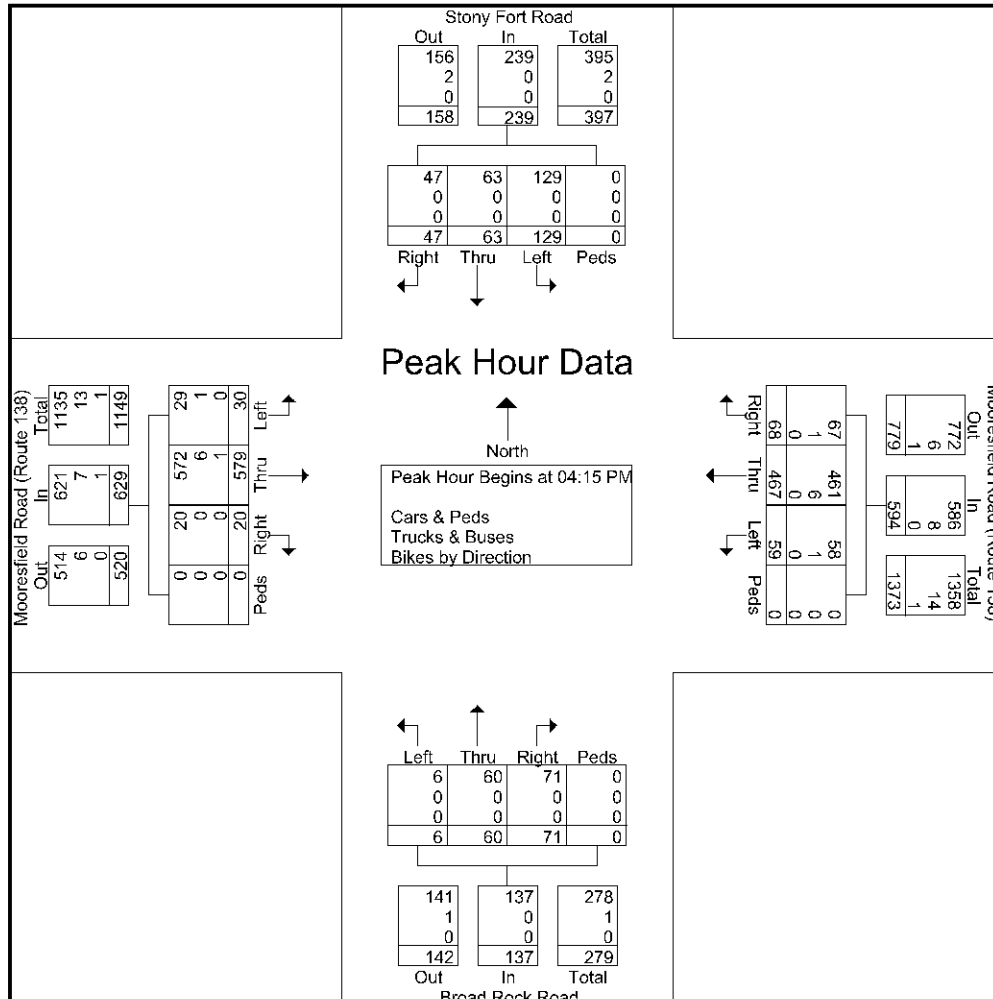 Stony Fort Road
Out In Total
156 239 395
2 0 2
0 0 0
158 239 397
47 63 129 0
0 0 0 0
0 0 0 0
47 63 129 0
Right Thru Left Peds
Peak Hour Data
North
Peak Hour Begins at 04:15 PM
Cars & Peds
Trucks & Buses
Bikes by Direction
Mooresfield Road (Route 138)
Out In Total
514 621 1135
6 7 13
0 1 1
520 629 1149
0 20 572 29
0 0 6 1
0 0 1 0
0 20 579 30
Peds Right Thru Left
Mooresfield Road (Route 138)
Out In Total
772 586 1358
6 8 14
1 0 1
779 594 1373
67 461 58 0
1 6 1 0
0 0 0 0
68 467 59 0
Right Thru Left Peds
Left Thru Right Peds
6 60 71 0
0 0 0 0
0 0 0 0
6 60 71 0
141 137 278
1 0 1
0 0 0
142 137 279
Out In Total
Broad Rock Road